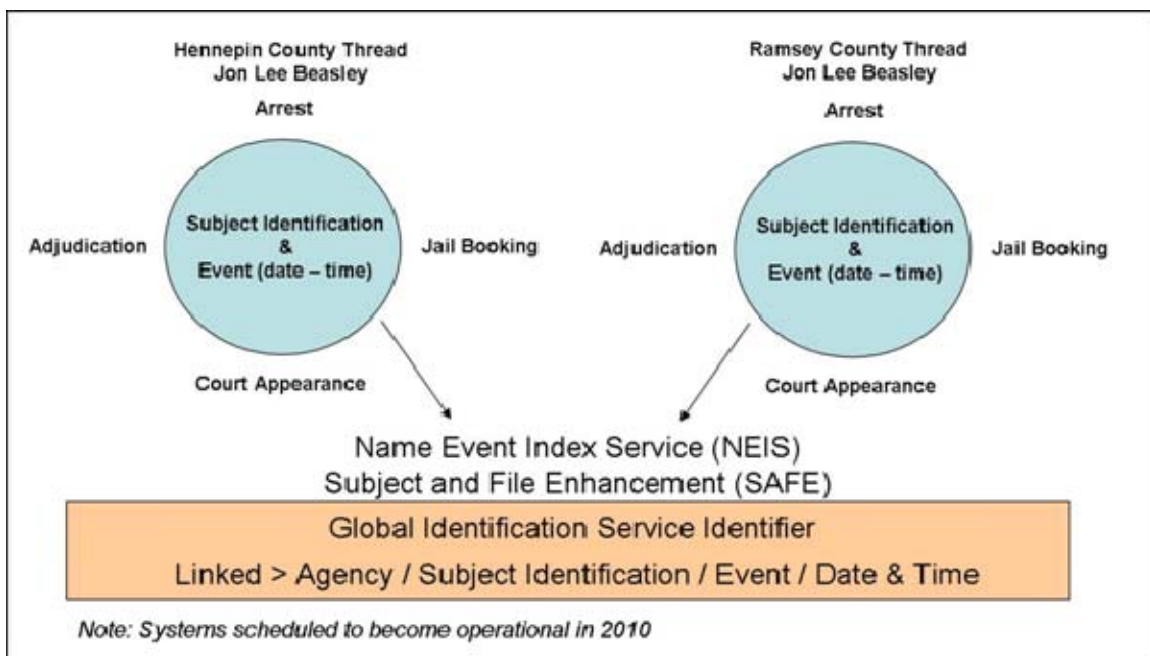 Hennepin County Thread
Jon Lee Beasley
Arrest
Subject Identification
&
Event (date – time)
Adjudication
Jail Booking
Court Appearance
Ramsey County Thread
Jon Lee Beasley
Arrest
Subject Identification
&
Event (date – time)
Adjudication
Jail Booking
Court Appearance
Name Event Index Service (NEIS)
Subject and File Enhancement (SAFE)
Global Identification Service Identifier
Linked > Agency / Subject Identification / Event / Date & Time
Note: Systems scheduled to become operational in 2010